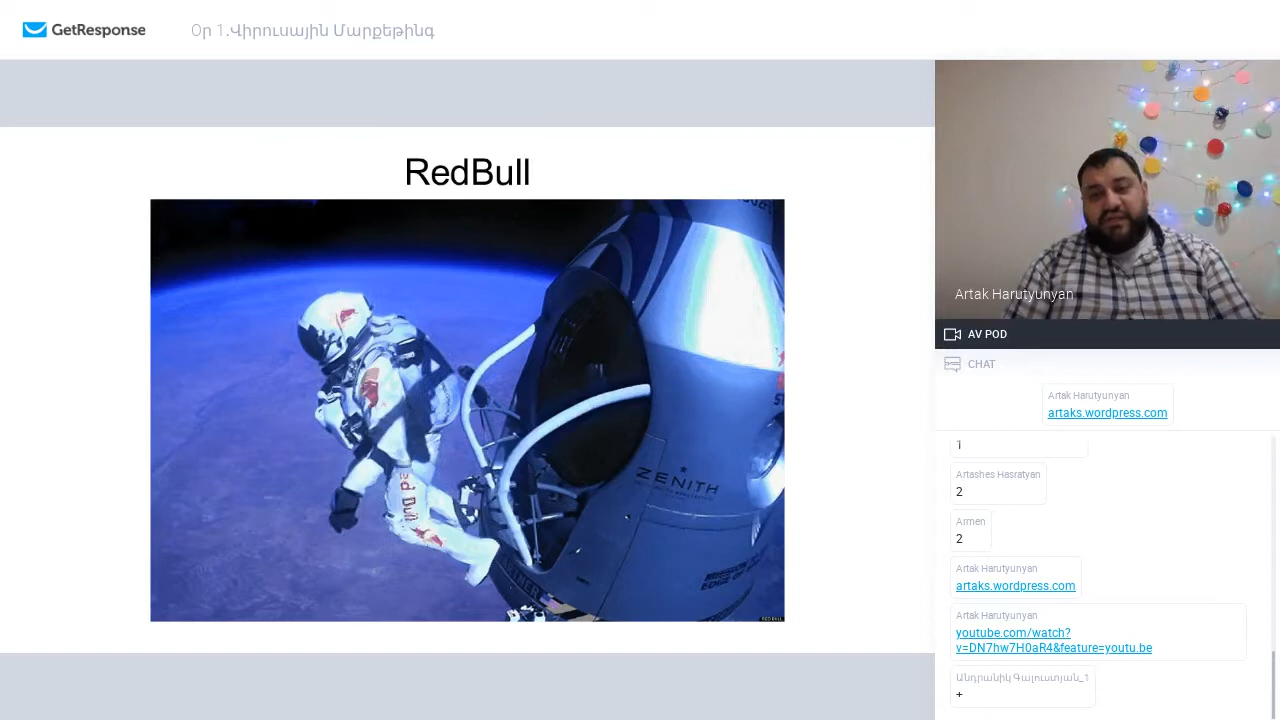 GetResponse
Օր 1.Վիրուսային Մարքեթինգ
RedBull
ZENITH
RED BULL
Artak Harutyunyan
AV POD
CHAT
Artak Harutyunyan
artaks.wordpress.com
1
Artashes Hasratyan
2
Armen
2
Artak Harutyunyan
artaks.wordpress.com
Artak Harutyunyan
youtube.com/watch?
v=DN7hw7H0aR4&feature=youtu.be
Անդրանիկ Գալուստյան_1
+